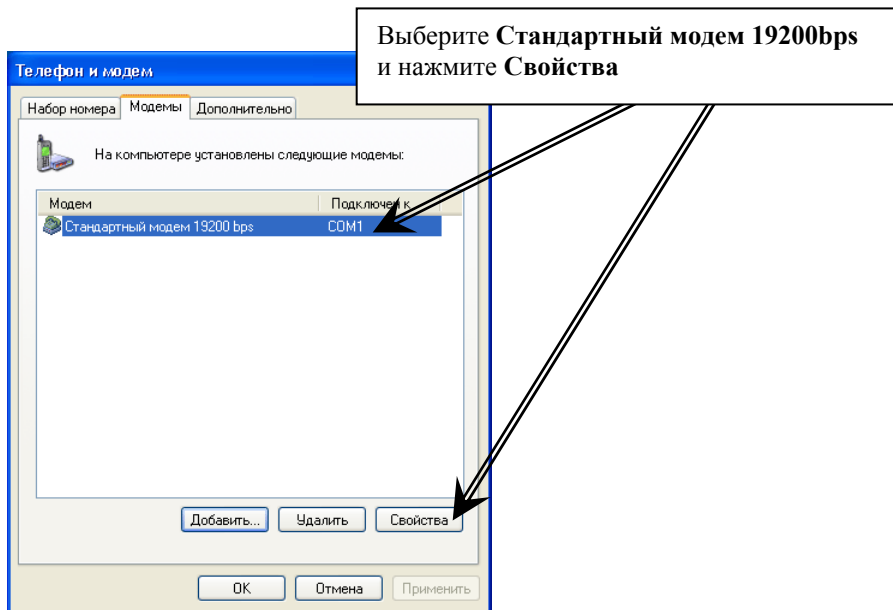 Выберите Стандартный модем 19200bps
и нажмите Свойства
Телефон и модем
Набор номера Модемы Дополнительно
На компьютере установлены следующие модемы:
Модем Подключен к
Стандартный модем 19200 bps COM1
Добавить... Удалить Свойства
OK Отмена Применить